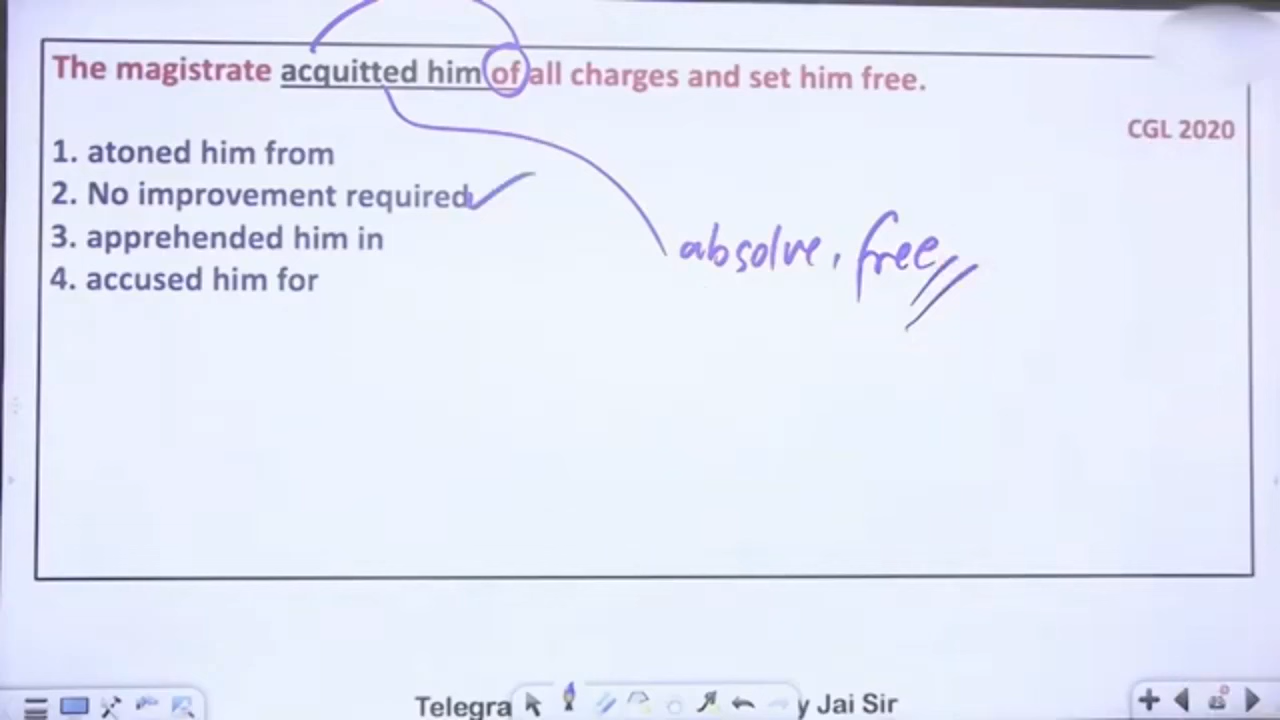 The magistrate acquitted him of all charges and set him free.
CGL 2020
1. atoned him from
2. No improvement required
3. apprehended him in
4. accused him for
absolve, free
Telegra
y Jai Sir